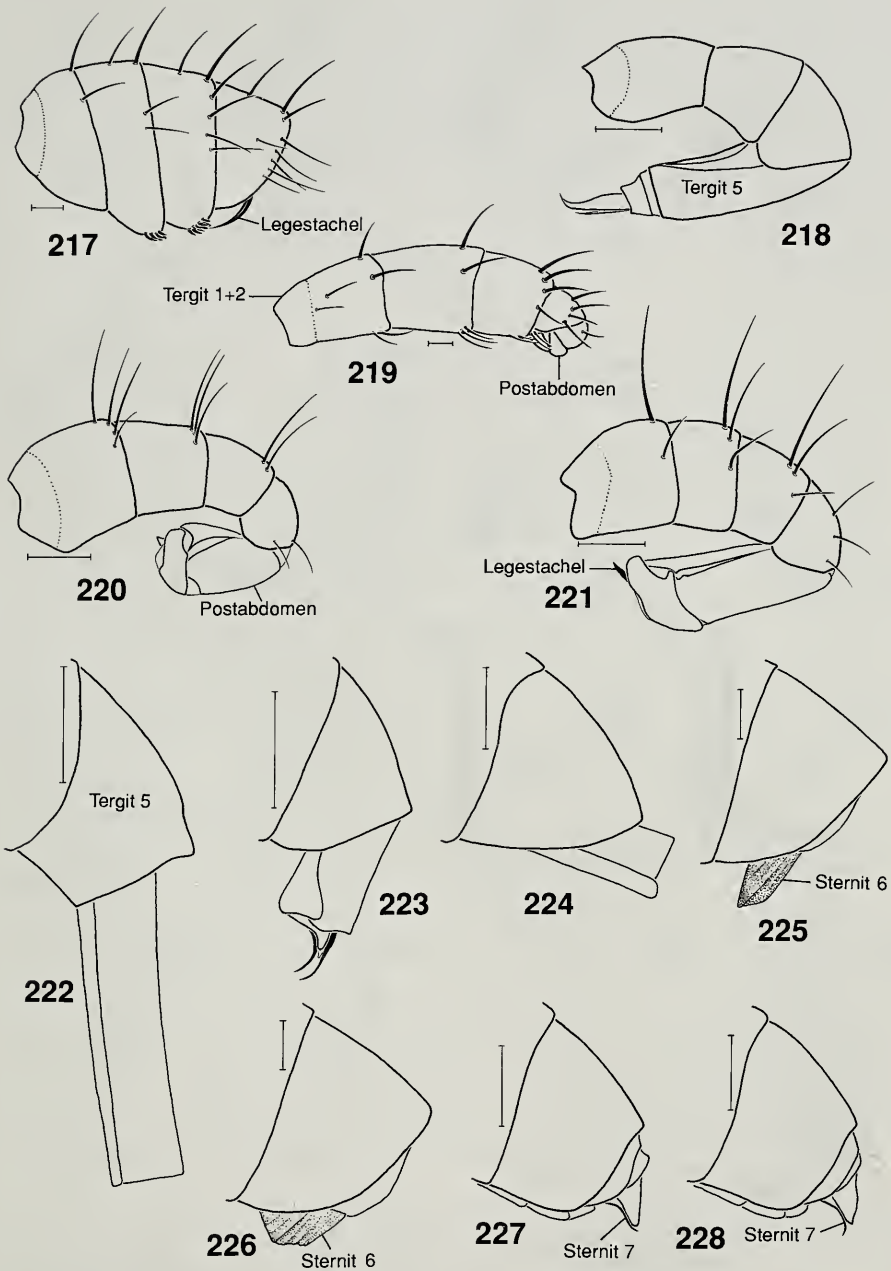 Legestachel
217
Tergit 5
218
Tergit 1+2
219
Postabdomen
220
Postabdomen
Legestachel
221
Tergit 5
222
223
224
Sternit 6
225
226
Sternit 6
227
Sternit 7
228
Sternit 7